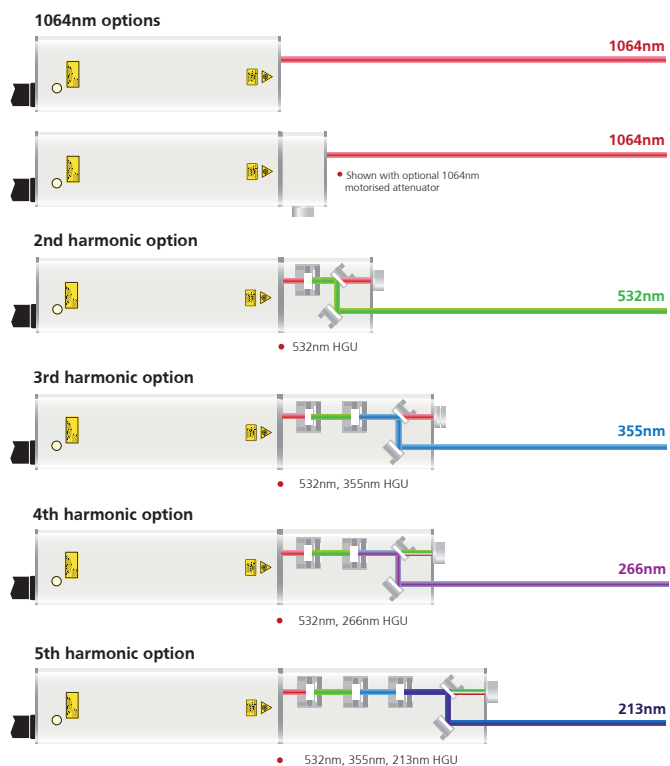 1064nm options
1064nm
1064nm
Shown with optional 1064nm
motorised attenuator
2nd harmonic option
532nm
532nm HGU
3rd harmonic option
355nm
532nm, 355nm HGU
4th harmonic option
266nm
532nm, 266nm HGU
5th harmonic option
213nm
532nm, 355nm, 213nm HGU